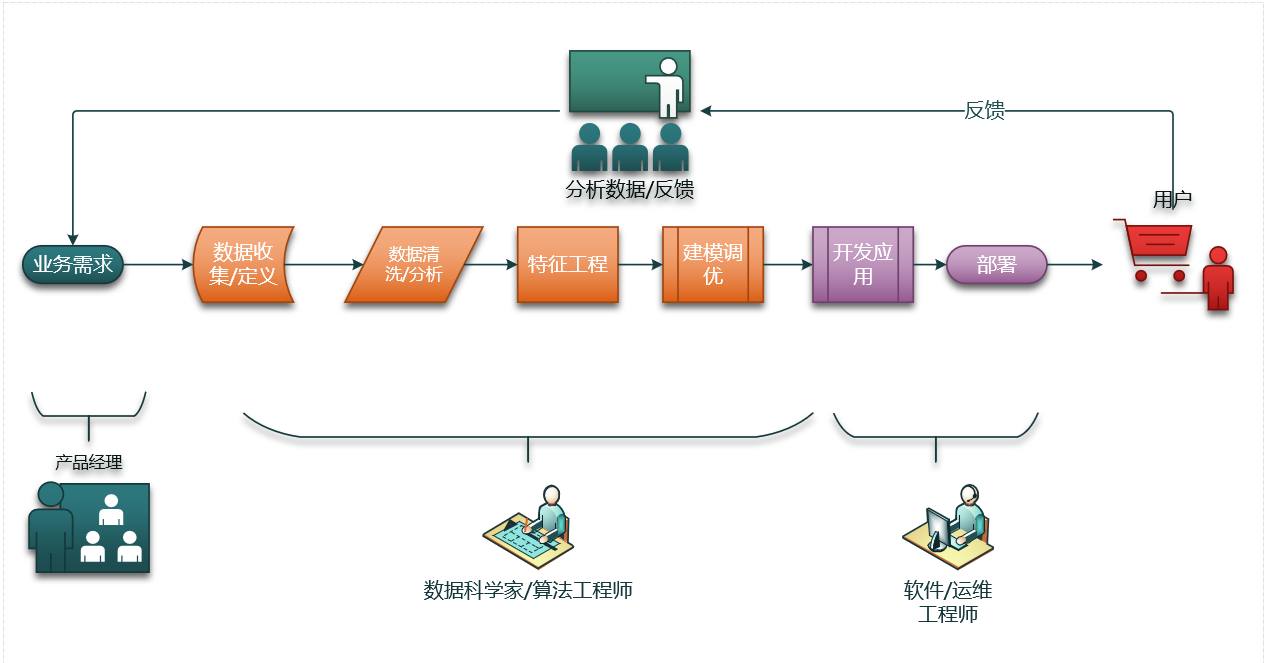 反馈
分析数据/反馈
用户
业务需求
数据收
集/定义
数据清
洗/分析
特征工程
建模调
优
开发应
用
部署
产品经理
数据科学家/算法工程师
软件/运维
工程师